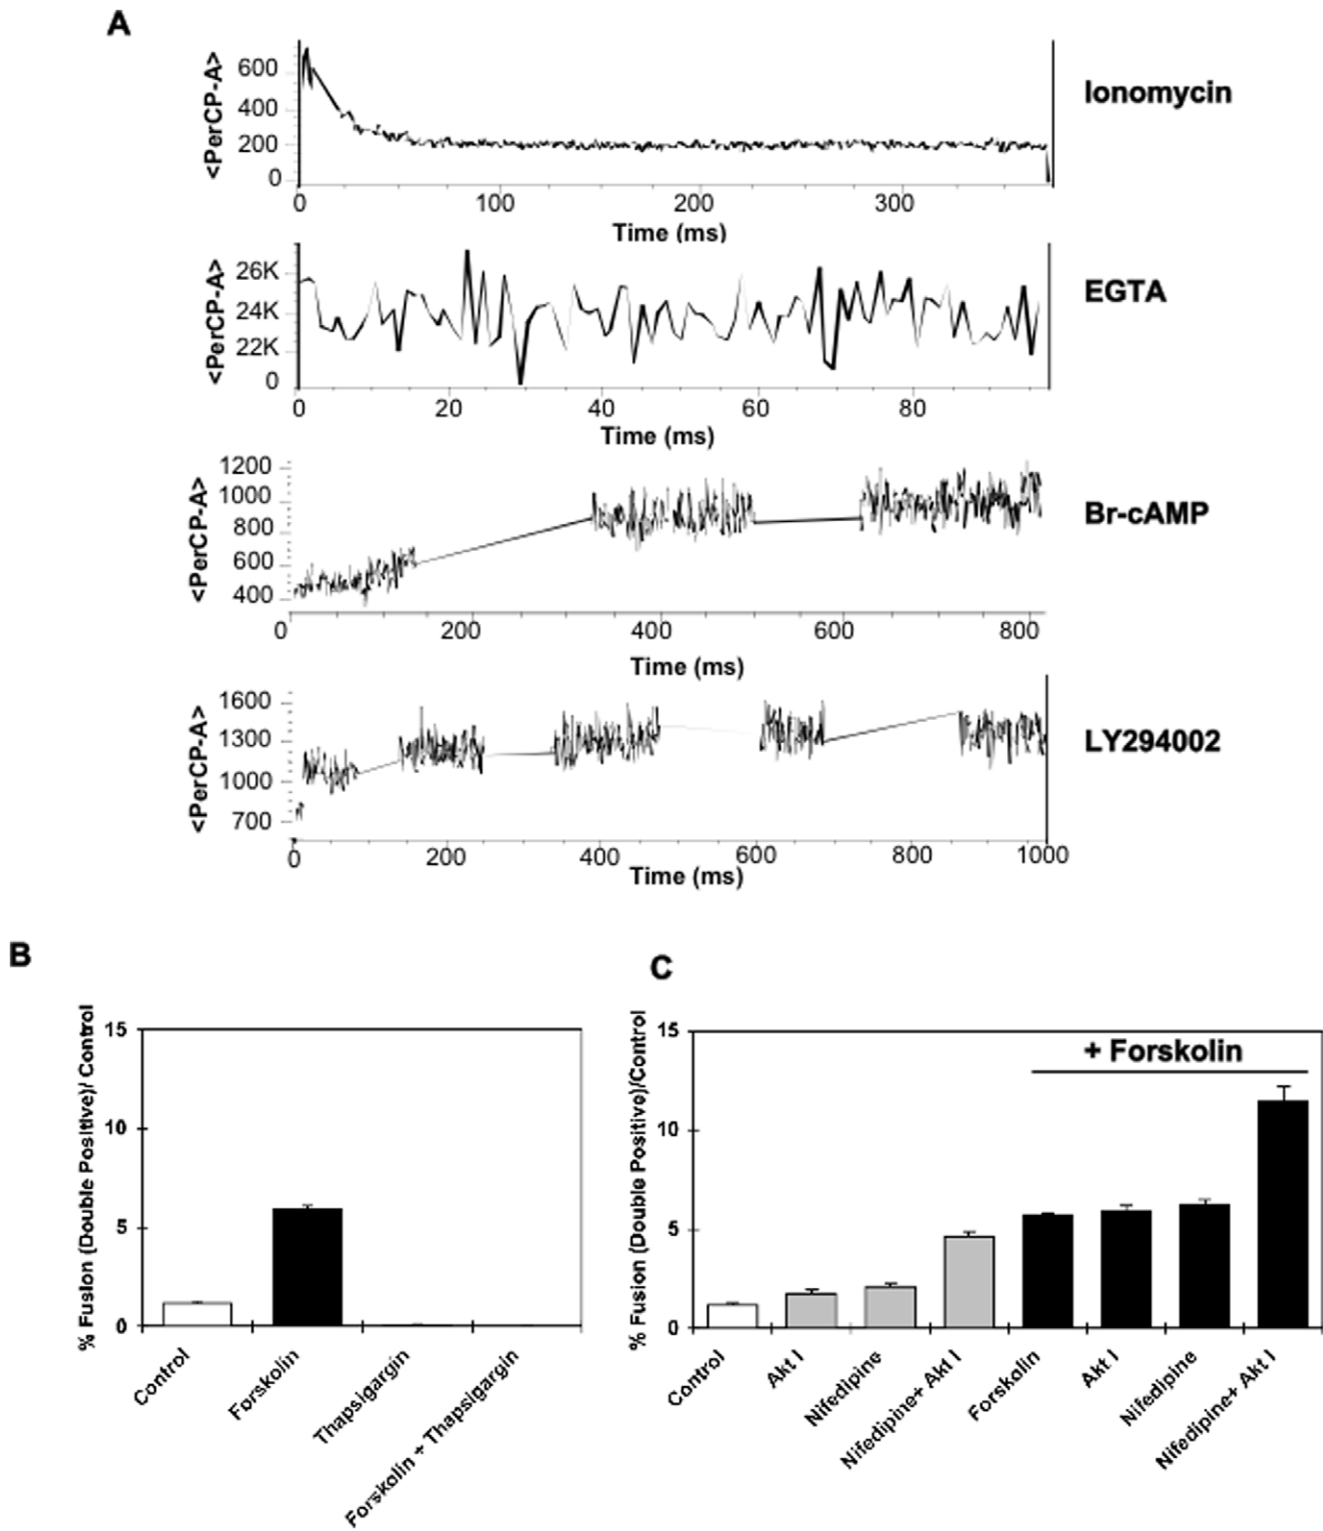 A
<PerCP-A>
600
400
200
0
0 100 200 300
Time (ms)
Ionomycin
<PerCP-A>
26K
24K
22K
0
0 20 40 60 80
Time (ms)
EGTA
<PerCP-A>
1200
1000
800
600
400
0 200 400 600 800
Time (ms)
Br-cAMP
<PerCP-A>
1600
1300
1000
700
0 200 400 600 800 1000
Time (ms)
LY294002
B
% Fusion (Double Positive)/ Control
15
10
5
0
Control
Forskolin
Thapsigargin
Forskolin + Thapsigargin
C
% Fusion (Double Positive)/Control
15
10
5
0
+ Forskolin
Control
Akt I
Nifedipine
Nifedipine+ Akt I
Forskolin
Akt I
Nifedipine
Nifedipine+ Akt I